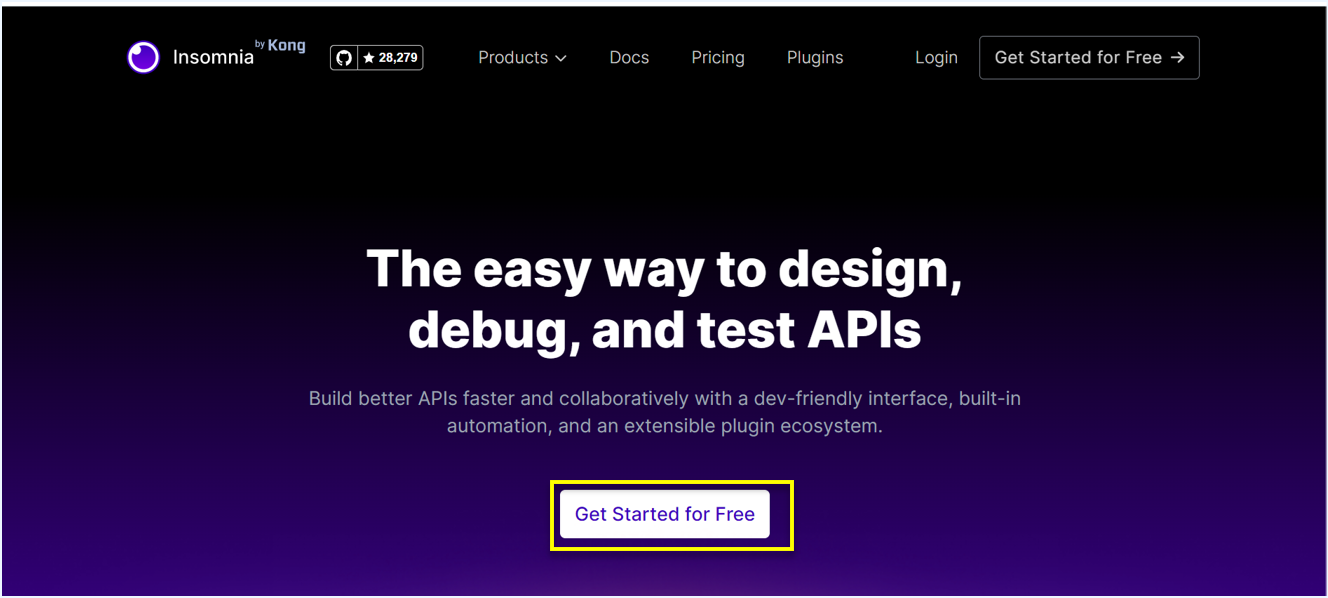 Insomnia by Kong
28,279
Products
Docs
Pricing
Plugins
Login
Get Started for Free →
The easy way to design,
debug, and test APIs
Build better APIs faster and collaboratively with a dev-friendly interface, built-in
automation, and an extensible plugin ecosystem.
Get Started for Free